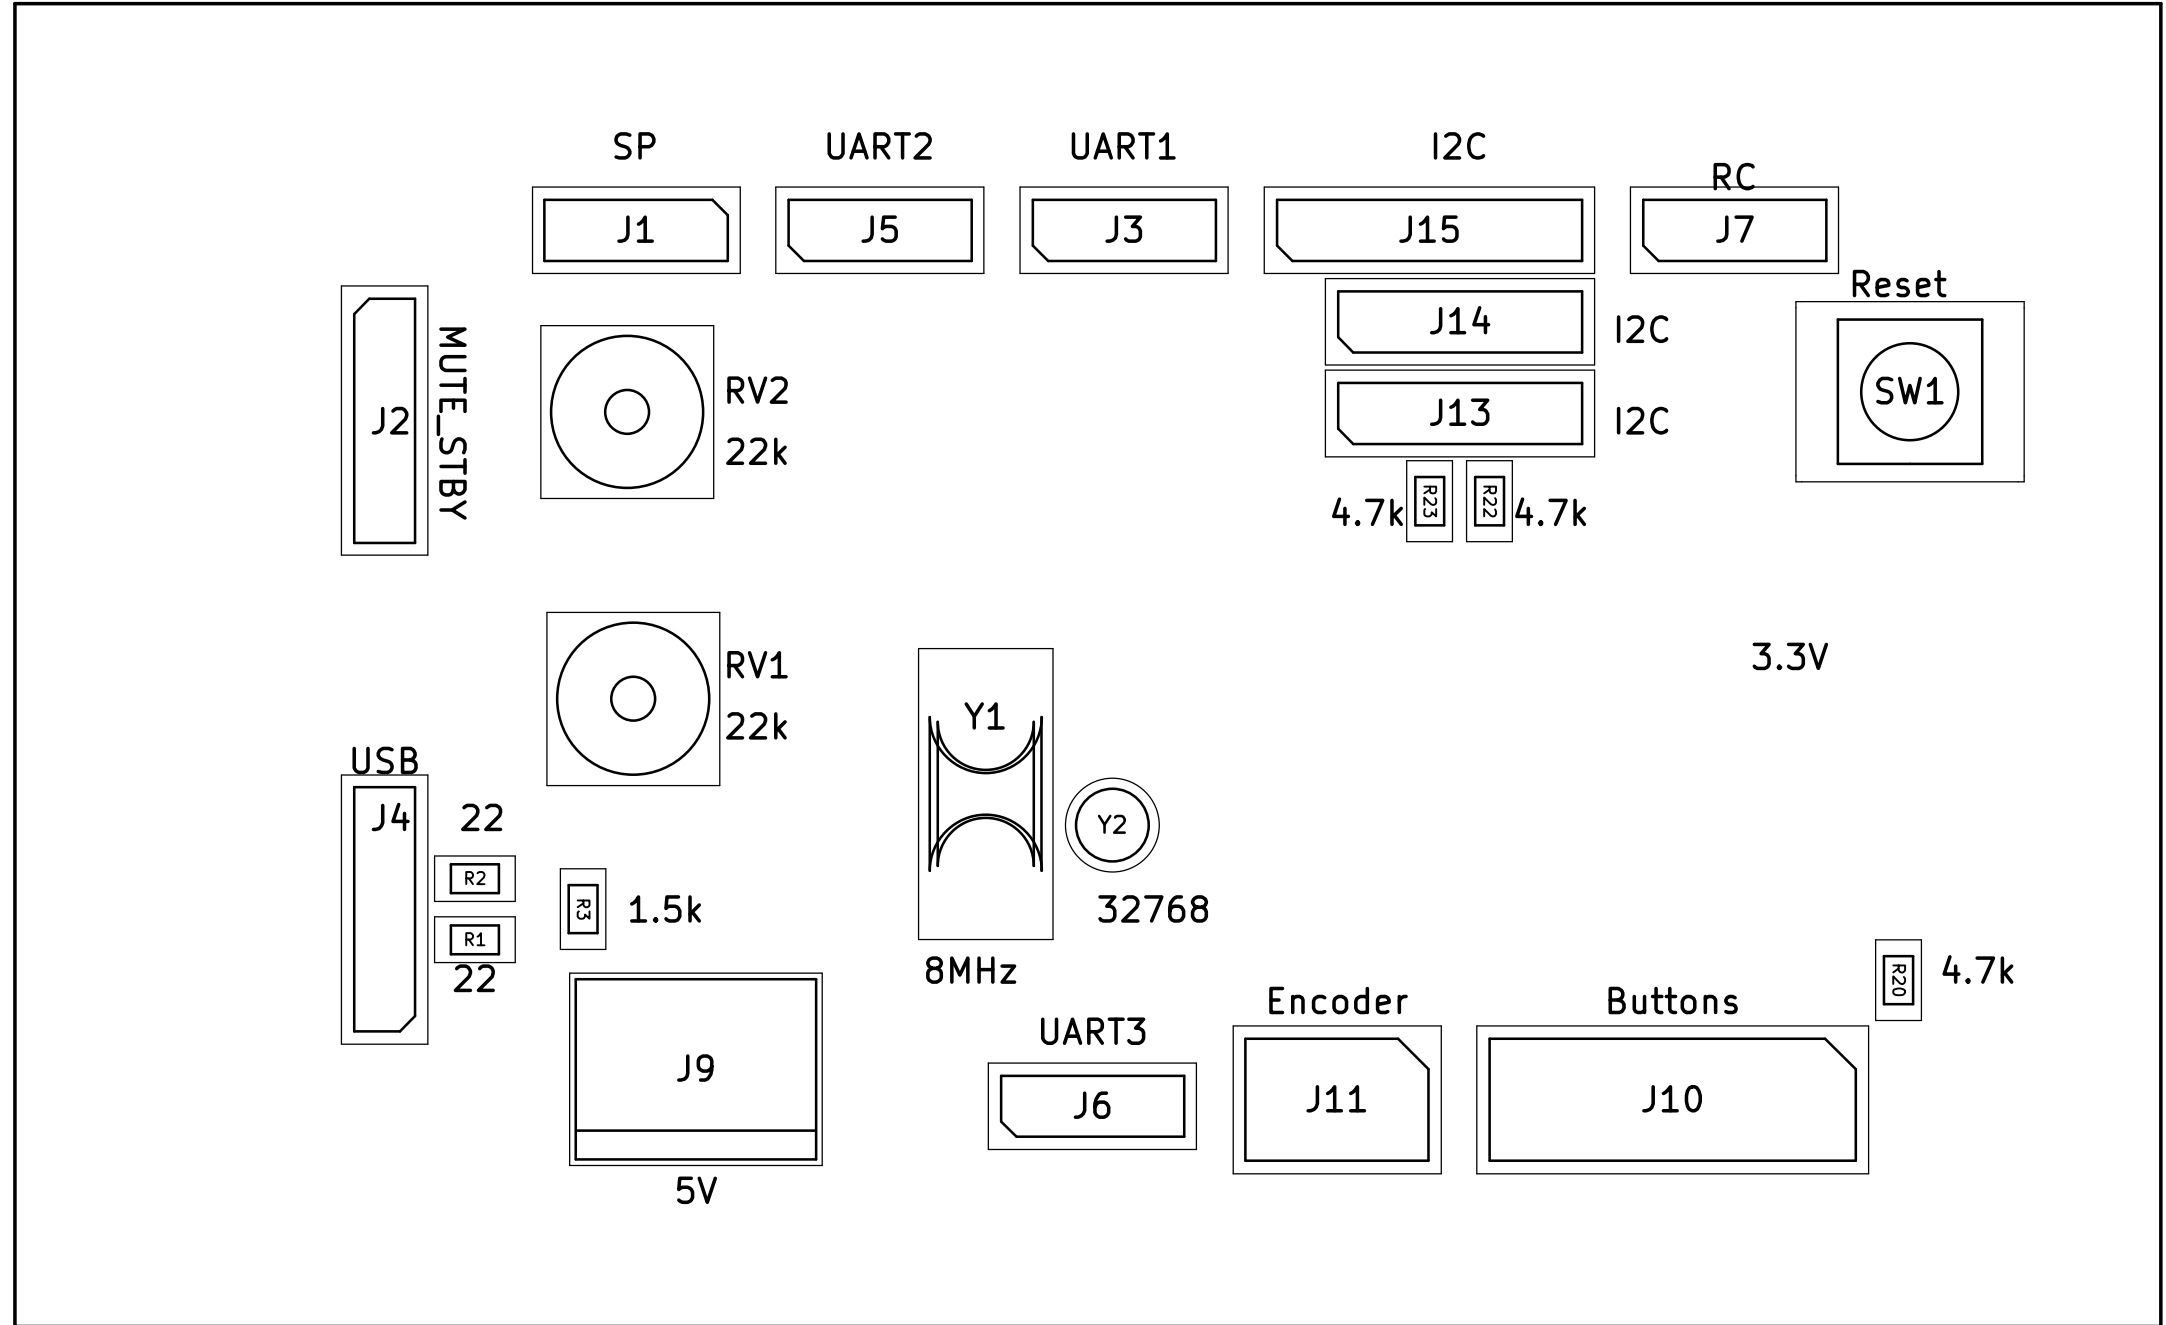 SP
UART2
UART1
I2C
RC
J1
J5
J3
J15
J7
Reset
J14
I2C
MUTE_STBY
J2
RV2
22k
J13
I2C
SW1
4.7k
R23
R22
4.7k
RV1
22k
3.3V
Y1
USB
J4
22
Y2
R2
R3
1.5k
32768
R1
22
8MHz
R20
4.7k
Encoder
Buttons
UART3
J9
J6
J11
J10
5V